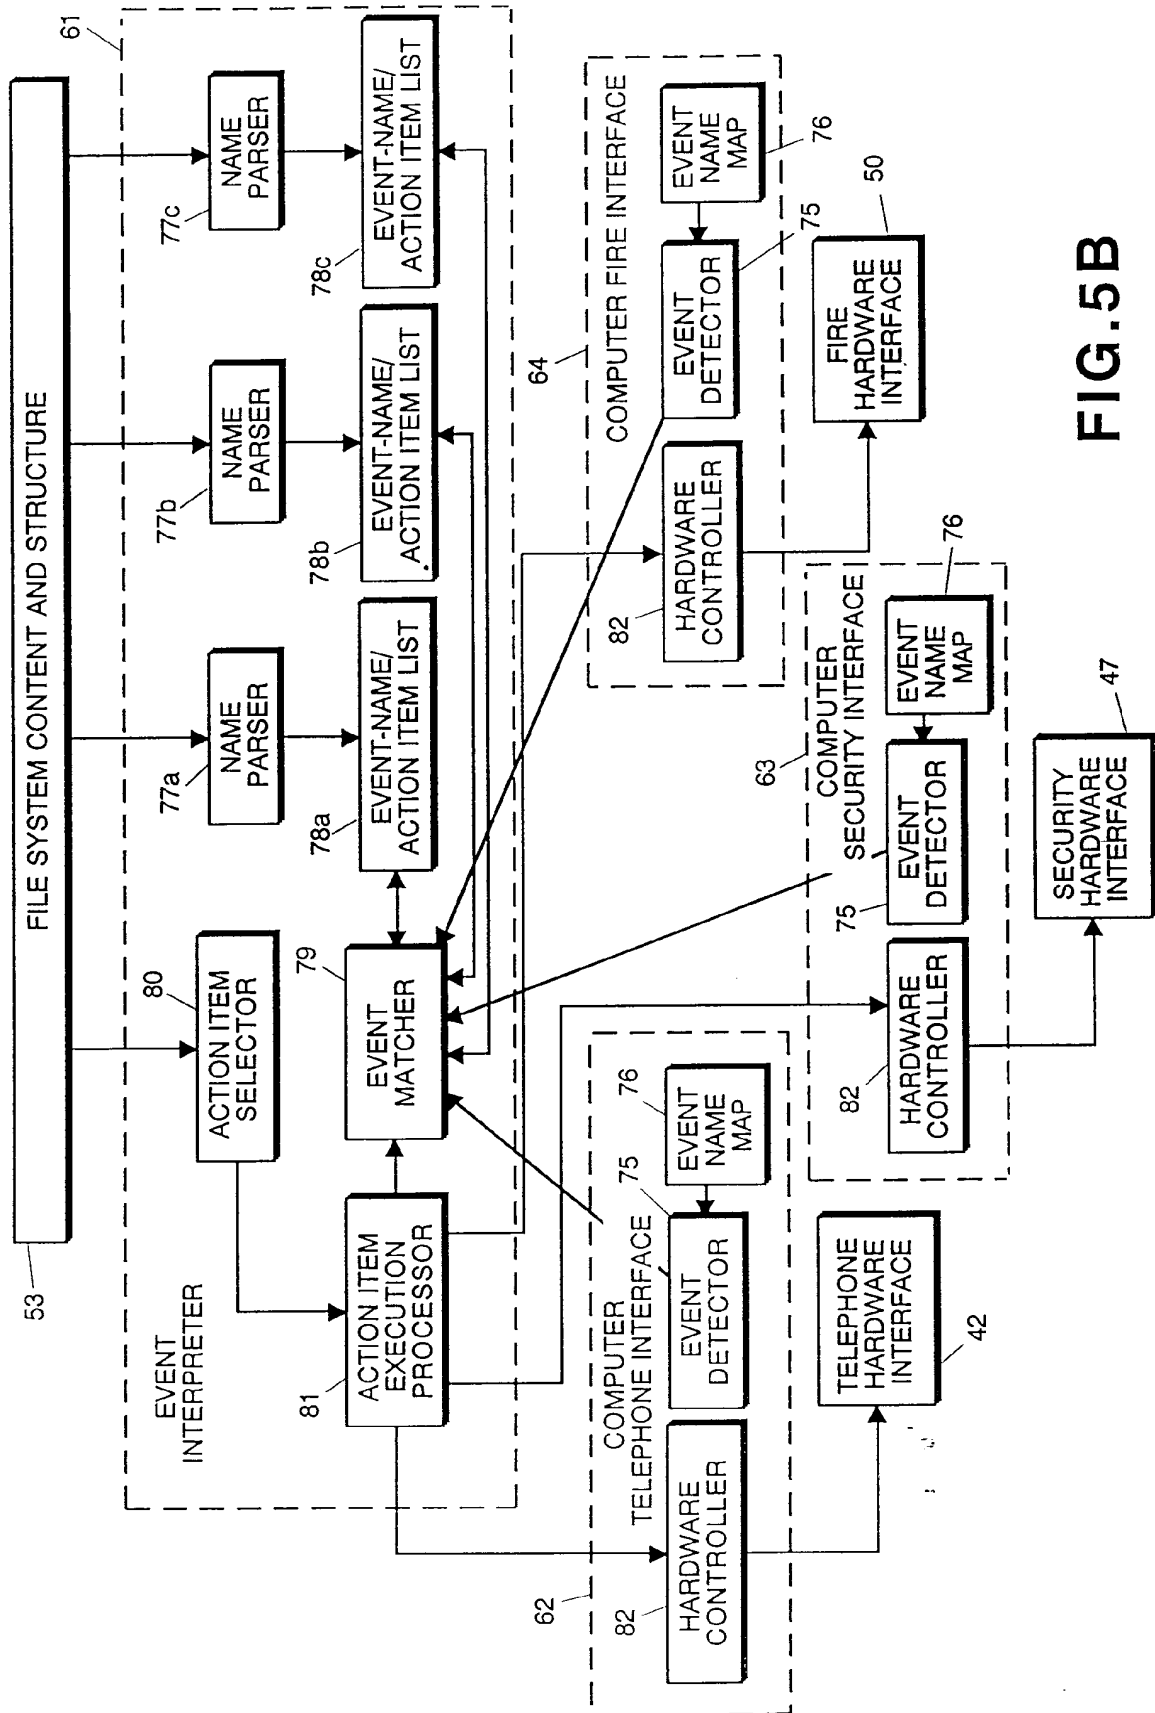 FILE SYSTEM CONTENT AND STRUCTURE
53
61
EVENT
INTERPRETER
80
ACTION ITEM
SELECTOR
77a
NAME
PARSER
77b
NAME
PARSER
77c
NAME
PARSER
81
ACTION ITEM
EXECUTION
PROCESSOR
79
EVENT
MATCHER
78a
EVENT-NAME/
ACTION ITEM LIST
78b
EVENT-NAME/
ACTION ITEM LIST
78c
EVENT-NAME/
ACTION ITEM LIST
62
COMPUTER
TELEPHONE INTERFACE
82
HARDWARE
CONTROLLER
75
EVENT
DETECTOR
76
EVENT
NAME
MAP
TELEPHONE
HARDWARE
INTERFACE
42
63
COMPUTER
SECURITY INTERFACE
82
HARDWARE
CONTROLLER
75
EVENT
DETECTOR
EVENT
NAME
MAP
76
SECURITY
HARDWARE
INTERFACE
47
64
COMPUTER FIRE INTERFACE
82
HARDWARE
CONTROLLER
EVENT
DETECTOR
75
EVENT
NAME
MAP
76
FIRE
HARDWARE
INTERFACE
50
FIG.5B